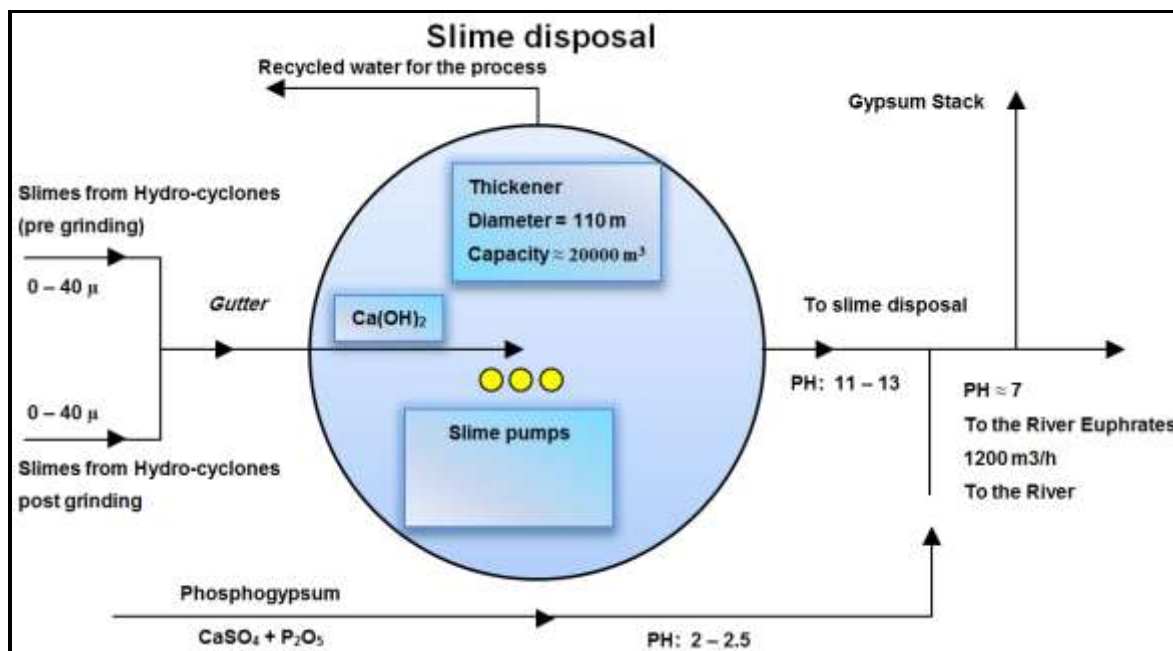 Slime disposal
Recycled water for the process
Gypsum Stack
Slimes from Hydro-cyclones
(pre grinding)
0 – 40 μ
Gutter
0 – 40 μ
Slimes from Hydro-cyclones
post grinding
Thickener
Diameter = 110 m
Capacity ≈ 20000 m³
Ca(OH)₂
Slime pumps
To slime disposal
PH: 11 – 13
PH ≈ 7
To the River Euphrates
1200 m3/h
To the River
Phosphogypsum
CaSO₄ + P₂O₅
PH: 2 – 2.5